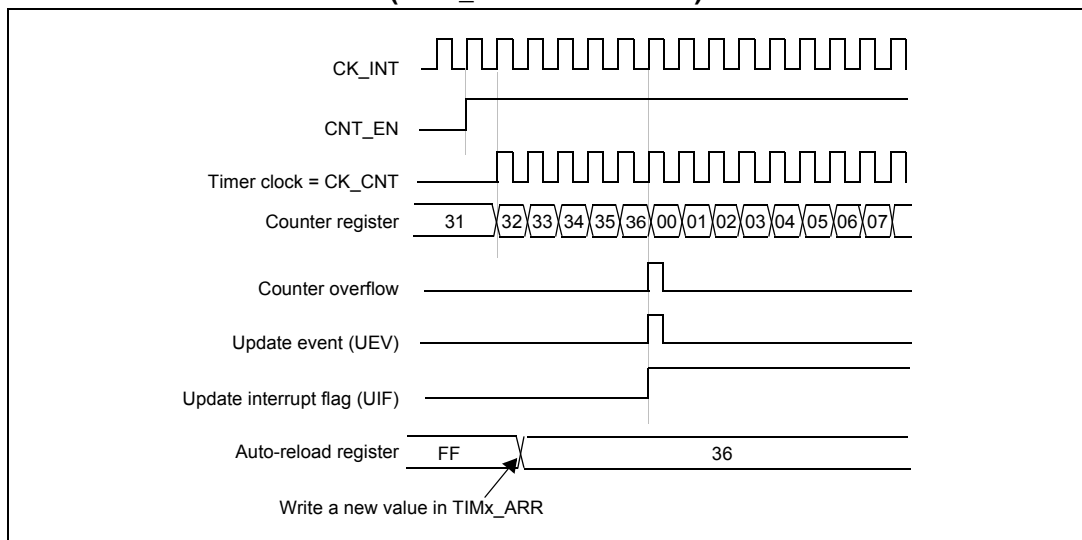 CK_INT
CNT_EN
Timer clock = CK_CNT
Counter register 31 32 33 34 35 36 00 01 02 03 04 05 06 07
Counter overflow
Update event (UEV)
Update interrupt flag (UIF)
Auto-reload register FF 36
Write a new value in TIMx_ARR